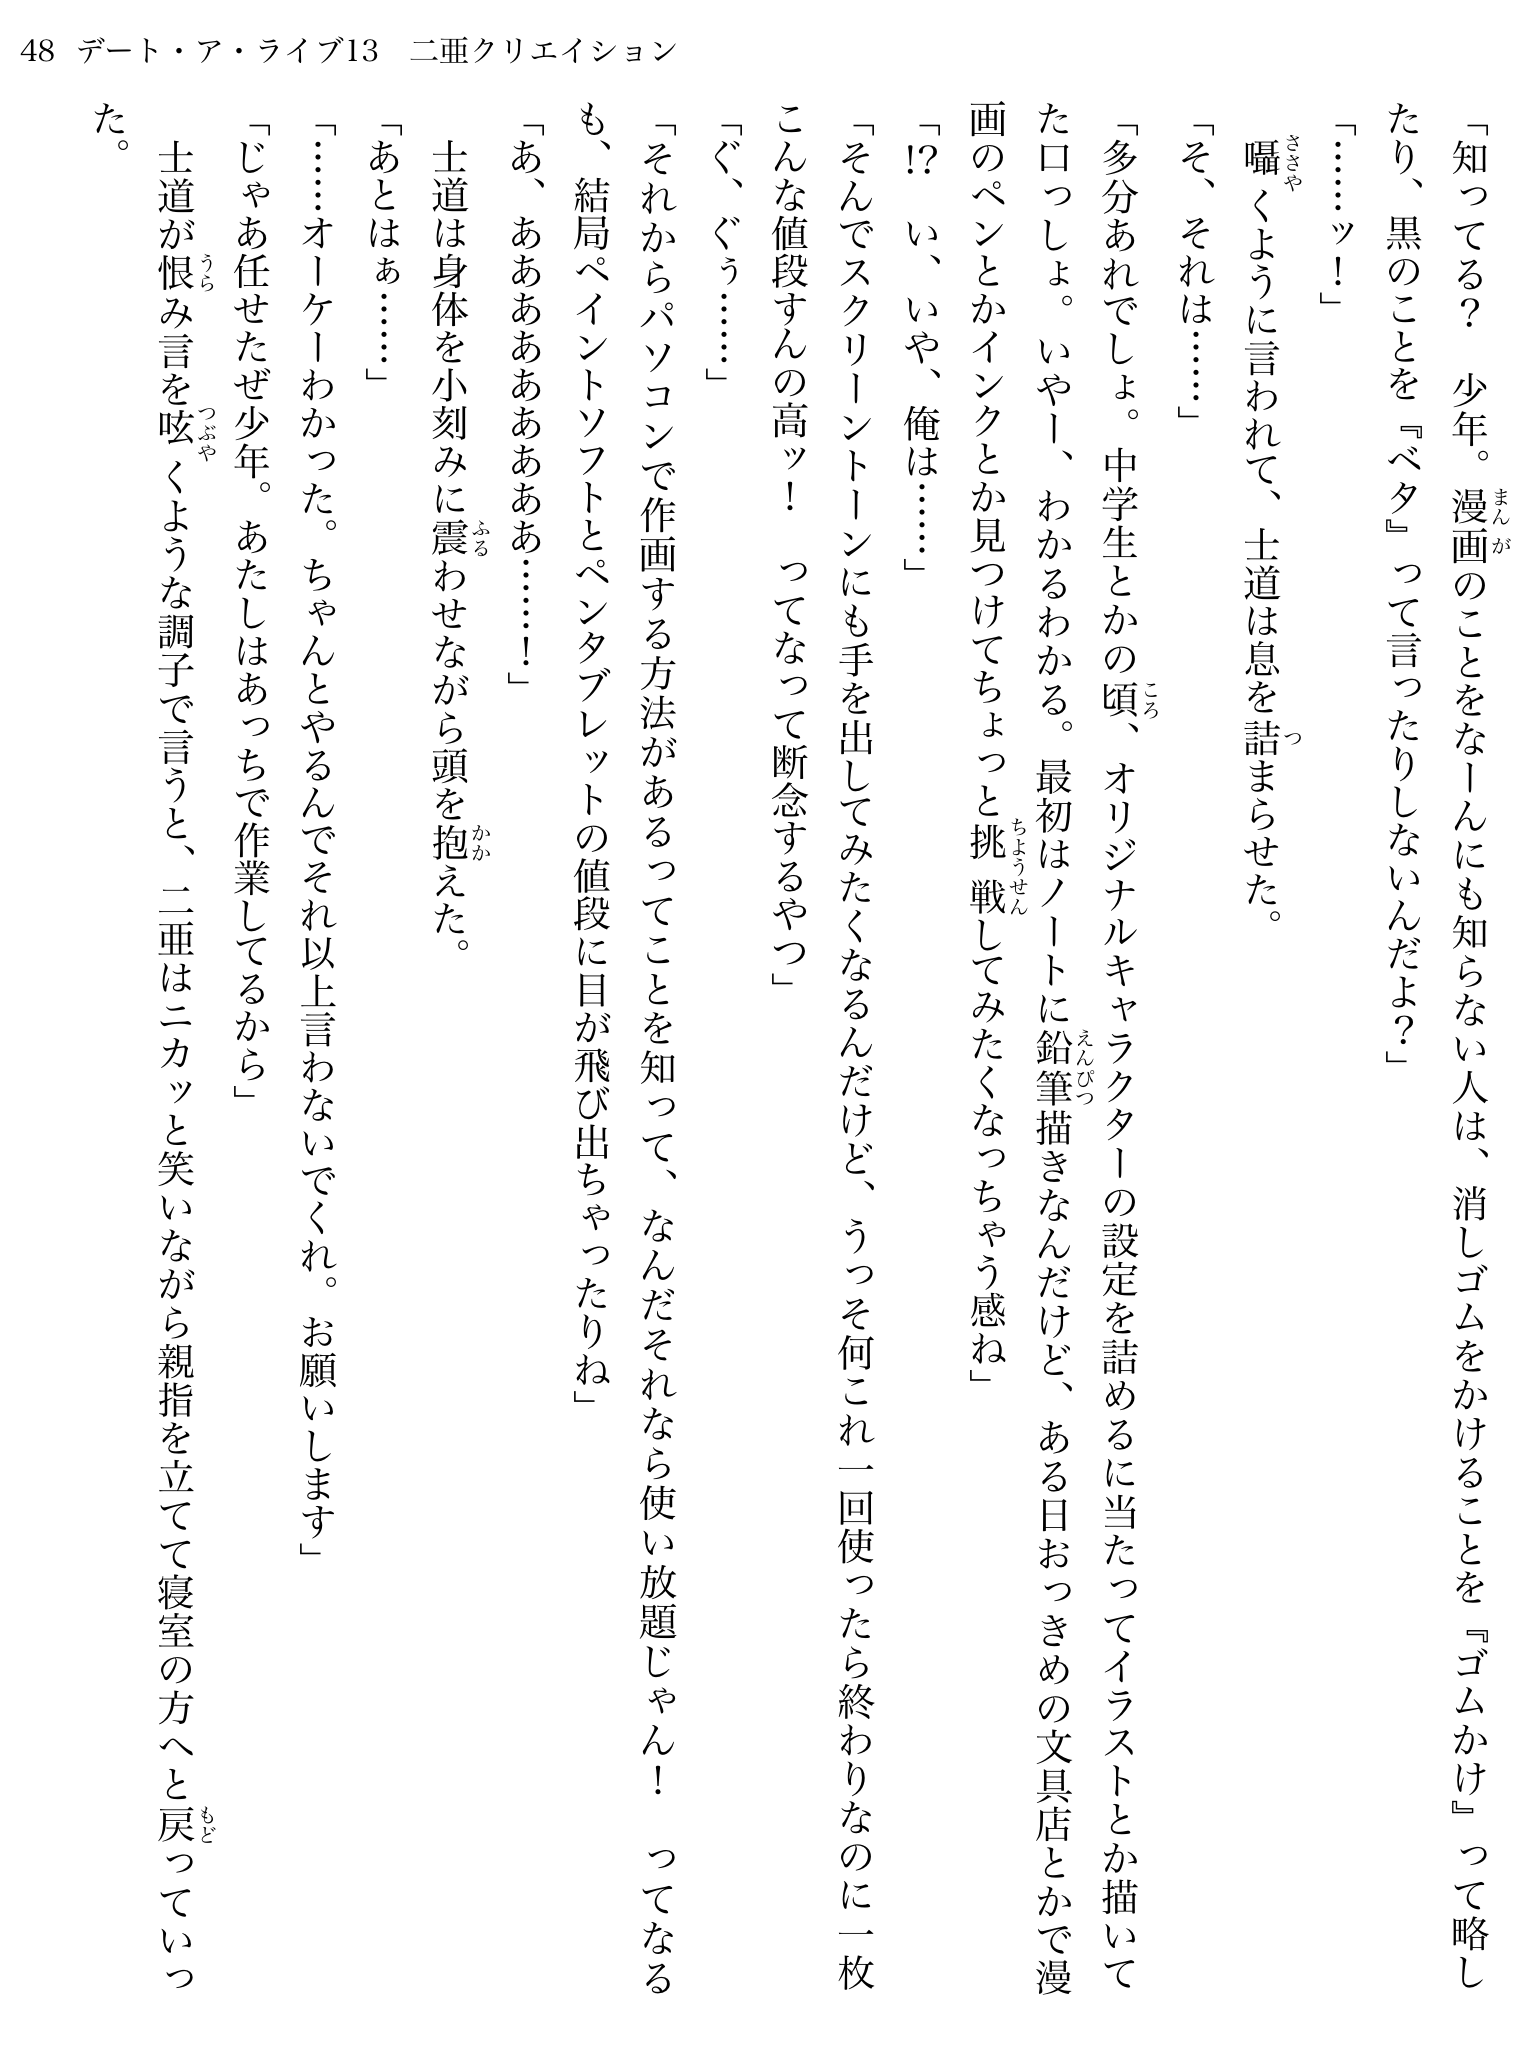 48 デート・ア・ライブ13　二亜クリエイション
「知ってる？　少年。漫画のことをなーんにも知らない人は、消しゴムをかけることを『ゴムかけ』って略し
たり、黒のことを『ベタ』って言ったりしないんだよ？」
「……ッ！」
　囁くように言われて、士道は息を詰まらせた。
「そ、それは……」
「多分あれでしょ。中学生とかの頃、オリジナルキャラクターの設定を詰めるに当たってイラストとか描いて
た口っしょ。いやー、わかるわかる。最初はノートに鉛筆描きなんだけど、ある日おっきめの文具店とかで漫
画のペンとかインクとか見つけてちょっと挑戦してみたくなっちゃう感ね」
「!?　い、いや、俺は……」
「そんでスクリーントーンにも手を出してみたくなるんだけど、うっそ何これ一回使ったら終わりなのに一枚
こんな値段すんの高ッ！　ってなって断念するやつ」
「ぐ、ぐぅ……」
「それからパソコンで作画する方法があるってことを知って、なんだそれなら使い放題じゃん！　ってなる
も、結局ペイントソフトとペンタブレットの値段に目が飛び出ちゃったりね」
「あ、あああああああああ……！」
　士道は身体を小刻みに震わせながら頭を抱えた。
「あとはぁ……」
「……オーケーわかった。ちゃんとやるんでそれ以上言わないでくれ。お願いします」
「じゃあ任せたぜ少年。あたしはあっちで作業してるから」
　士道が恨み言を呟くような調子で言うと、二亜はニカッと笑いながら親指を立てて寝室の方へと戻っていっ
た。